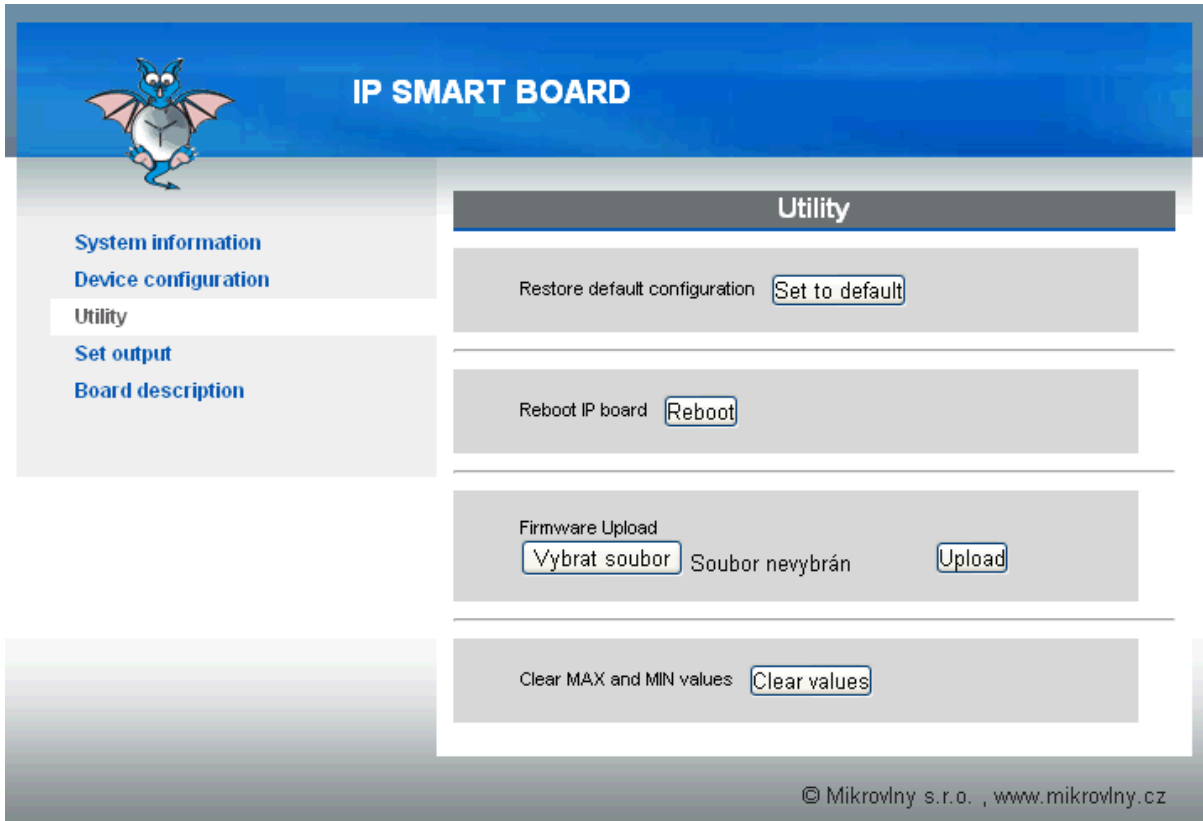 IP SMART BOARD
System information
Device configuration
Utility
Set output
Board description
Utility
Restore default configuration Set to default
Reboot IP board Reboot
Firmware Upload
Vybrat soubor Soubor nevybrán Upload
Clear MAX and MIN values Clear values
© Mikrovlny s.r.o. , www.mikrovlny.cz